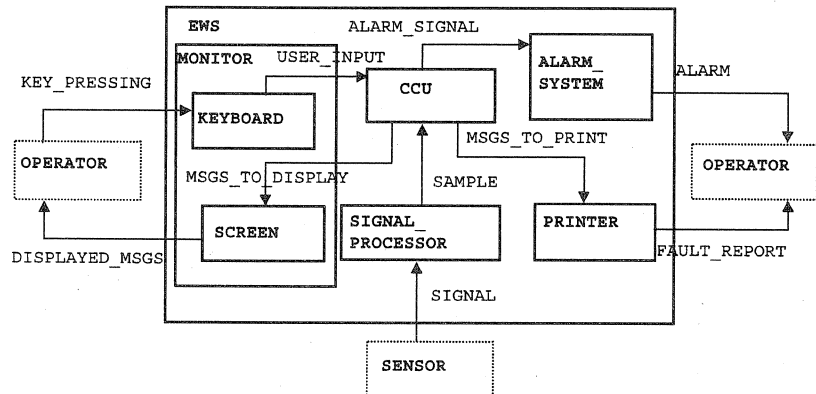 EWS
ALARM_SIGNAL
MONITOR
USER_INPUT
ALARM_
SYSTEM
ALARM
KEY_PRESSING
CCU
KEYBOARD
MSGS_TO_PRINT
OPERATOR
OPERATOR
MSGS_TO_DISPLAY
SAMPLE
SCREEN
SIGNAL_
PROCESSOR
PRINTER
DISPLAYED_MSGS
FAULT_REPORT
SIGNAL
SENSOR